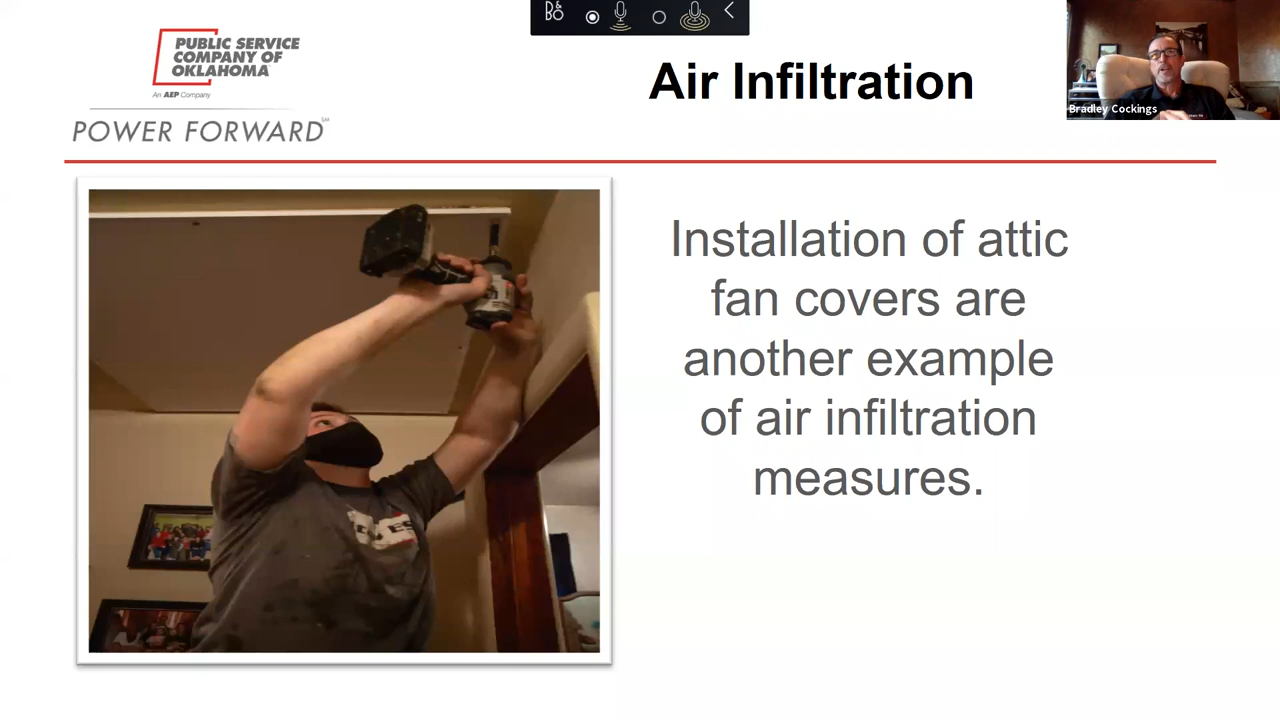 B&O
PUBLIC SERVICE
COMPANY OF
OKLAHOMA
An AEP Company
POWER FORWARD℠
Air Infiltration
Bradley Cockings
Installation of attic
fan covers are
another example
of air infiltration
measures.